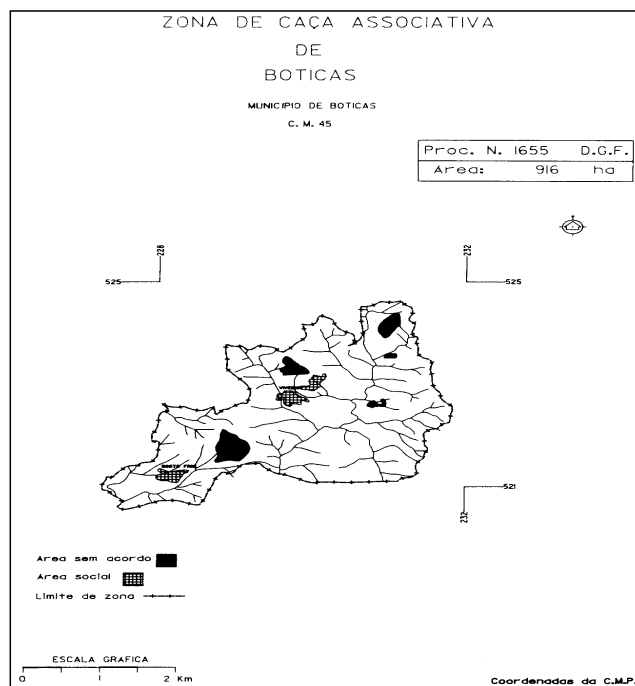 ZONA DE CAÇA ASSOCIATIVA
DE
BOTICAS
MUNICIPIO DE BOTICAS
C. M. 45
Proc. N. 1655 D.G.F.
Area: 916 ha
228
232
525
525
521
232
Area sem acordo
Area social
Limite de zona
ESCALA GRAFICA
0 1 2 Km
Coordenadas da C.M.P.